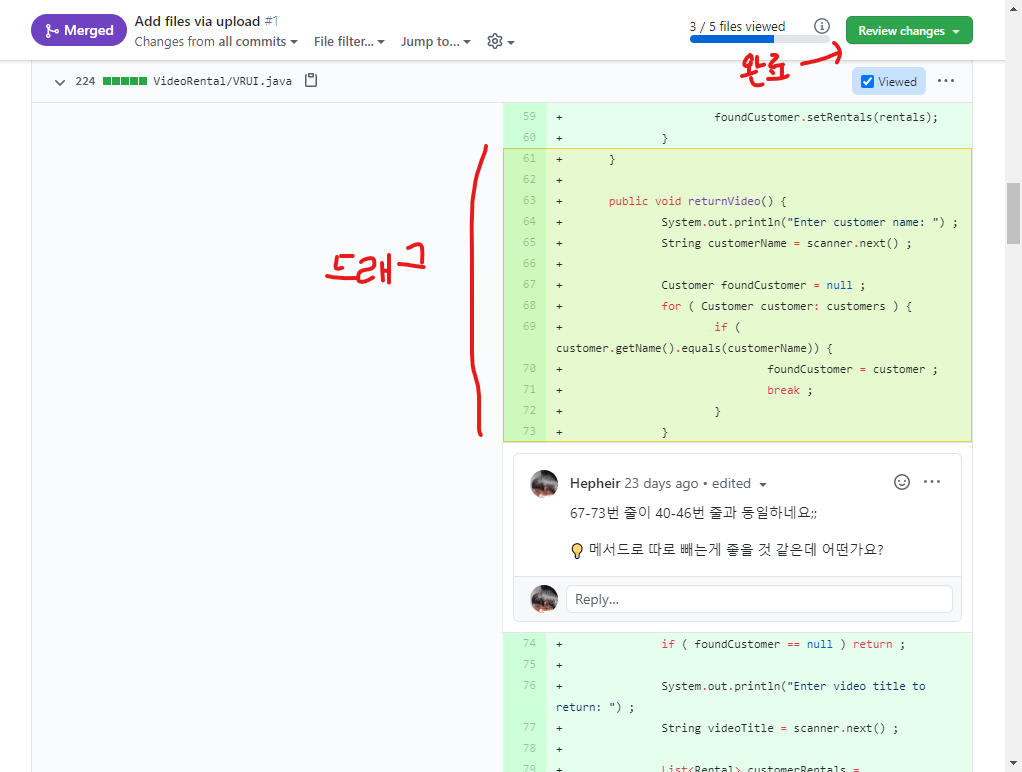 Merged
Add files via upload #1
Changes from all commits
File filter...
Jump to...
3 / 5 files viewed
Review changes
완료
224
VideoRental/VRUI.java
Viewed
59 + foundCustomer.setRentals(rentals);
60 + }
61 + }
62 +
63 + public void returnVideo() {
64 + System.out.println("Enter customer name: ") ;
65 + String customerName = scanner.next() ;
66 +
67 + Customer foundCustomer = null ;
68 + for ( Customer customer: customers ) {
69 + if (
customer.getName().equals(customerName)) {
70 + foundCustomer = customer ;
71 + break ;
72 + }
73 + }
드래그
Hepheir 23 days ago • edited
67-73번 줄이 40-46번 줄과 동일하네요;;
💡 메서드로 따로 빼는게 좋을 것 같은데 어떤가요?
Reply...
74 + if ( foundCustomer == null ) return ;
75 +
76 + System.out.println("Enter video title to
return: ") ;
77 + String videoTitle = scanner.next() ;
78 +
79 + List<Rental> customerRentals =